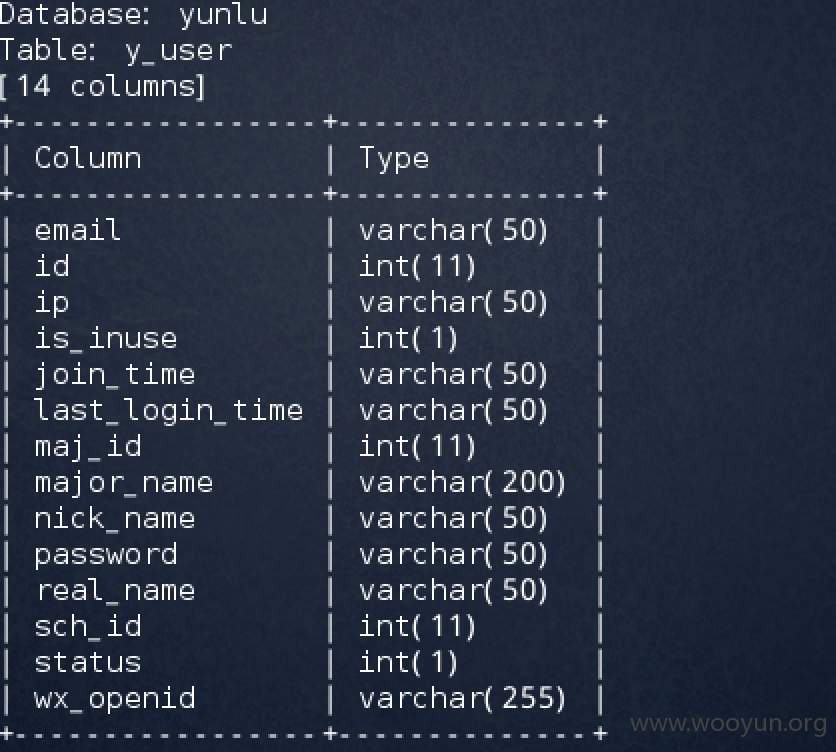 Database: yunlu
Table: y_user
[14 columns]
+-----------------+--------------+
| Column          | Type         |
+-----------------+--------------+
| email           | varchar(50)  |
| id              | int(11)      |
| ip              | varchar(50)  |
| is_inuse        | int(1)       |
| join_time       | varchar(50)  |
| last_login_time | varchar(50)  |
| maj_id          | int(11)      |
| major_name      | varchar(200) |
| nick_name       | varchar(50)  |
| password        | varchar(50)  |
| real_name       | varchar(50)  |
| sch_id          | int(11)      |
| status          | int(1)       |
| wx_openid       | varchar(255) |
+-----------------+--------------+
www.wooyun.org